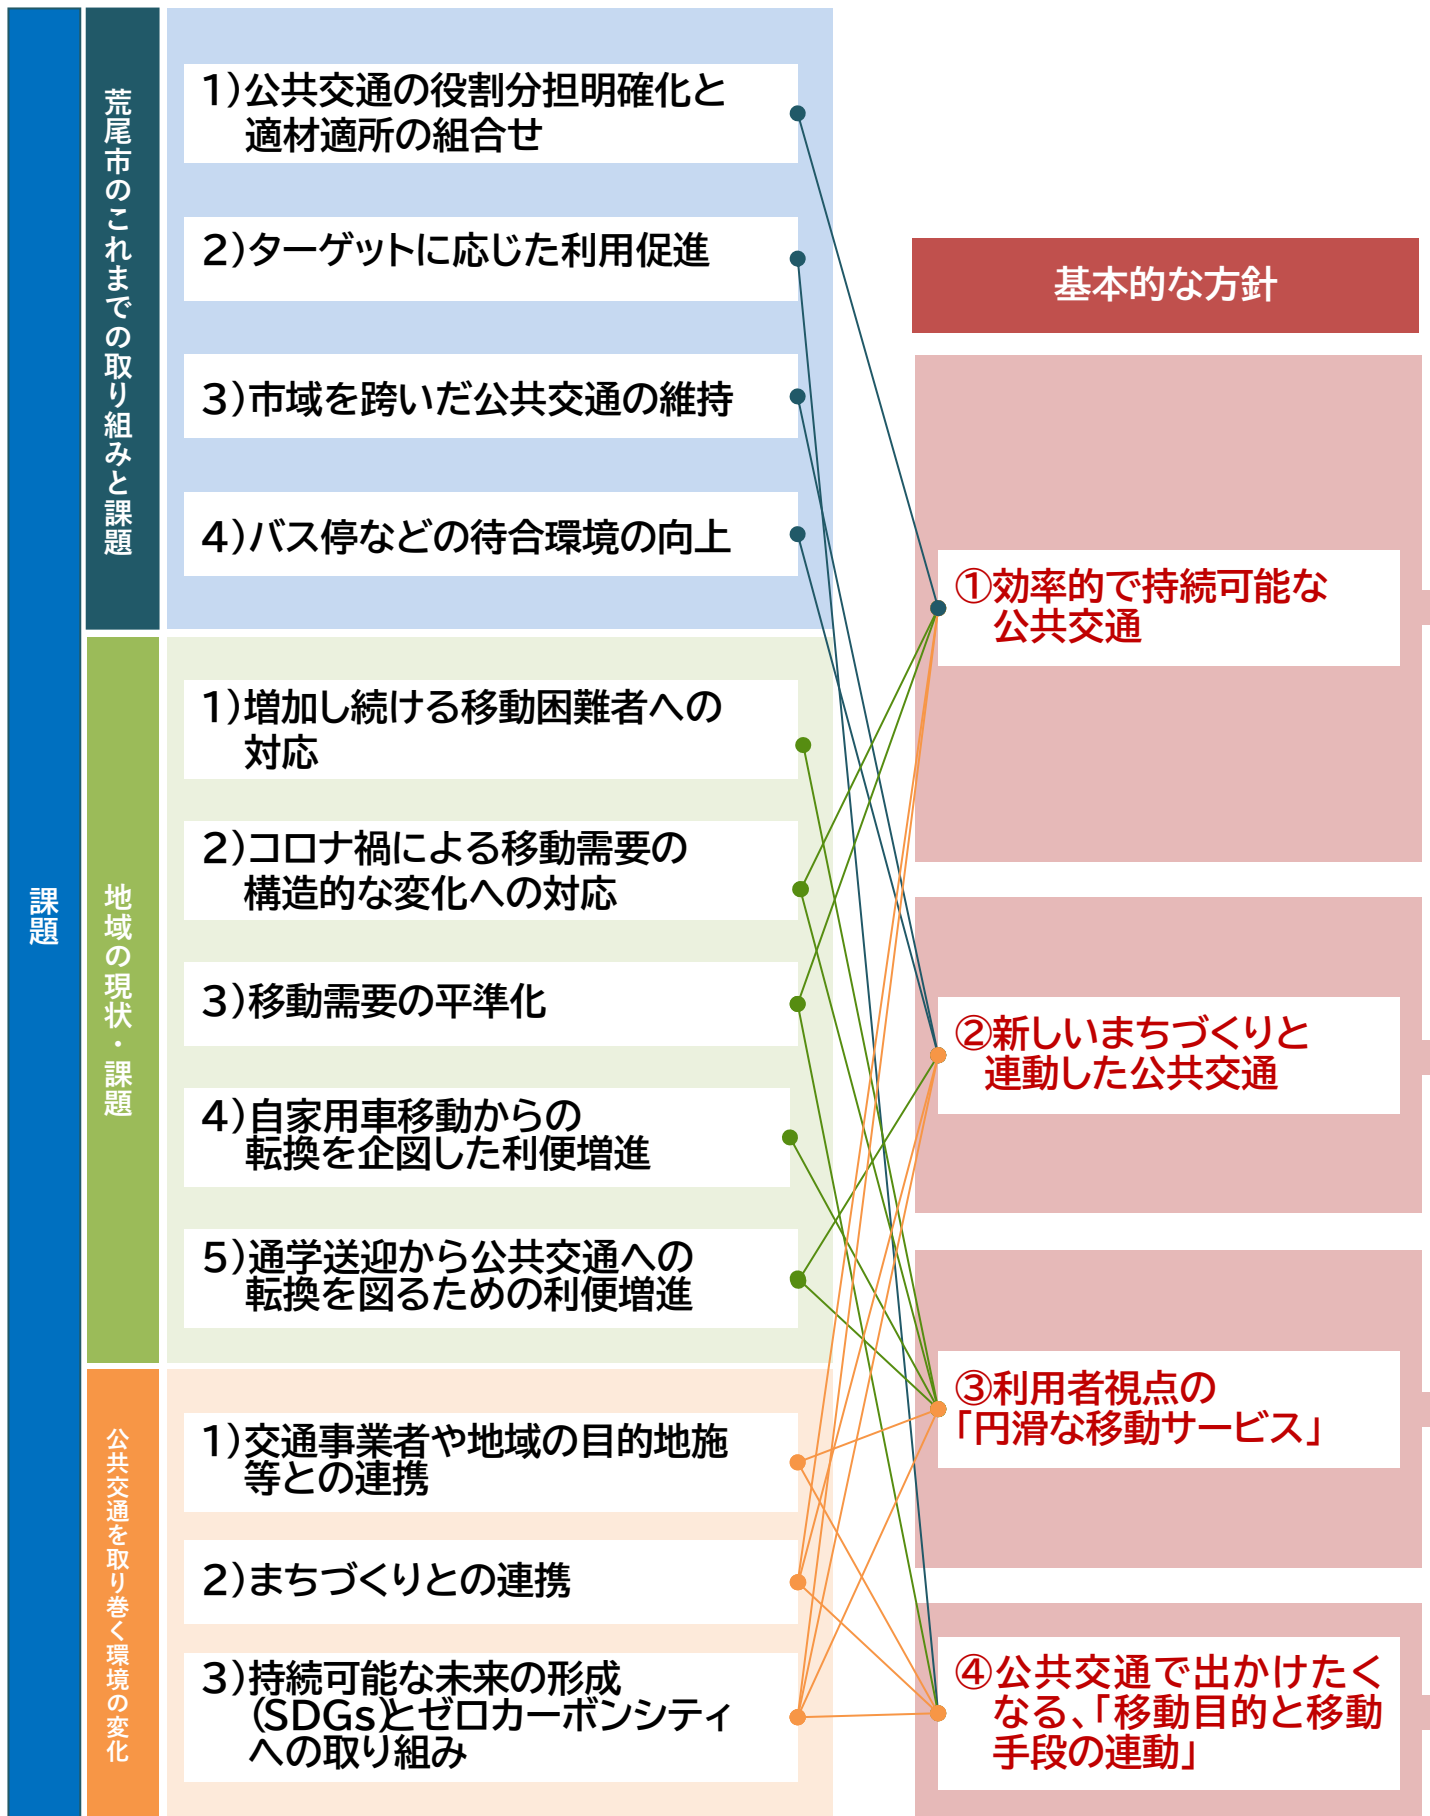 課題
荒尾市のこれまでの取り組みと課題
1)公共交通の役割分担明確化と
適材適所の組合せ
2)ターゲットに応じた利用促進
3)市域を跨いだ公共交通の維持
4)バス停などの待合環境の向上
地域の現状・課題
1)増加し続ける移動困難者への
対応
2)コロナ禍による移動需要の
構造的な変化への対応
3)移動需要の平準化
4)自家用車移動からの
転換を企図した利便増進
5)通学送迎から公共交通への
転換を図るための利便増進
公共交通を取り巻く環境の変化
1)交通事業者や地域の目的地施
等との連携
2)まちづくりとの連携
3)持続可能な未来の形成
(SDGs)とゼロカーボンシティ
への取り組み
基本的な方針
①効率的で持続可能な
公共交通
②新しいまちづくりと
連動した公共交通
③利用者視点の
「円滑な移動サービス」
④公共交通で出かけたく
なる、「移動目的と移動
手段の連動」